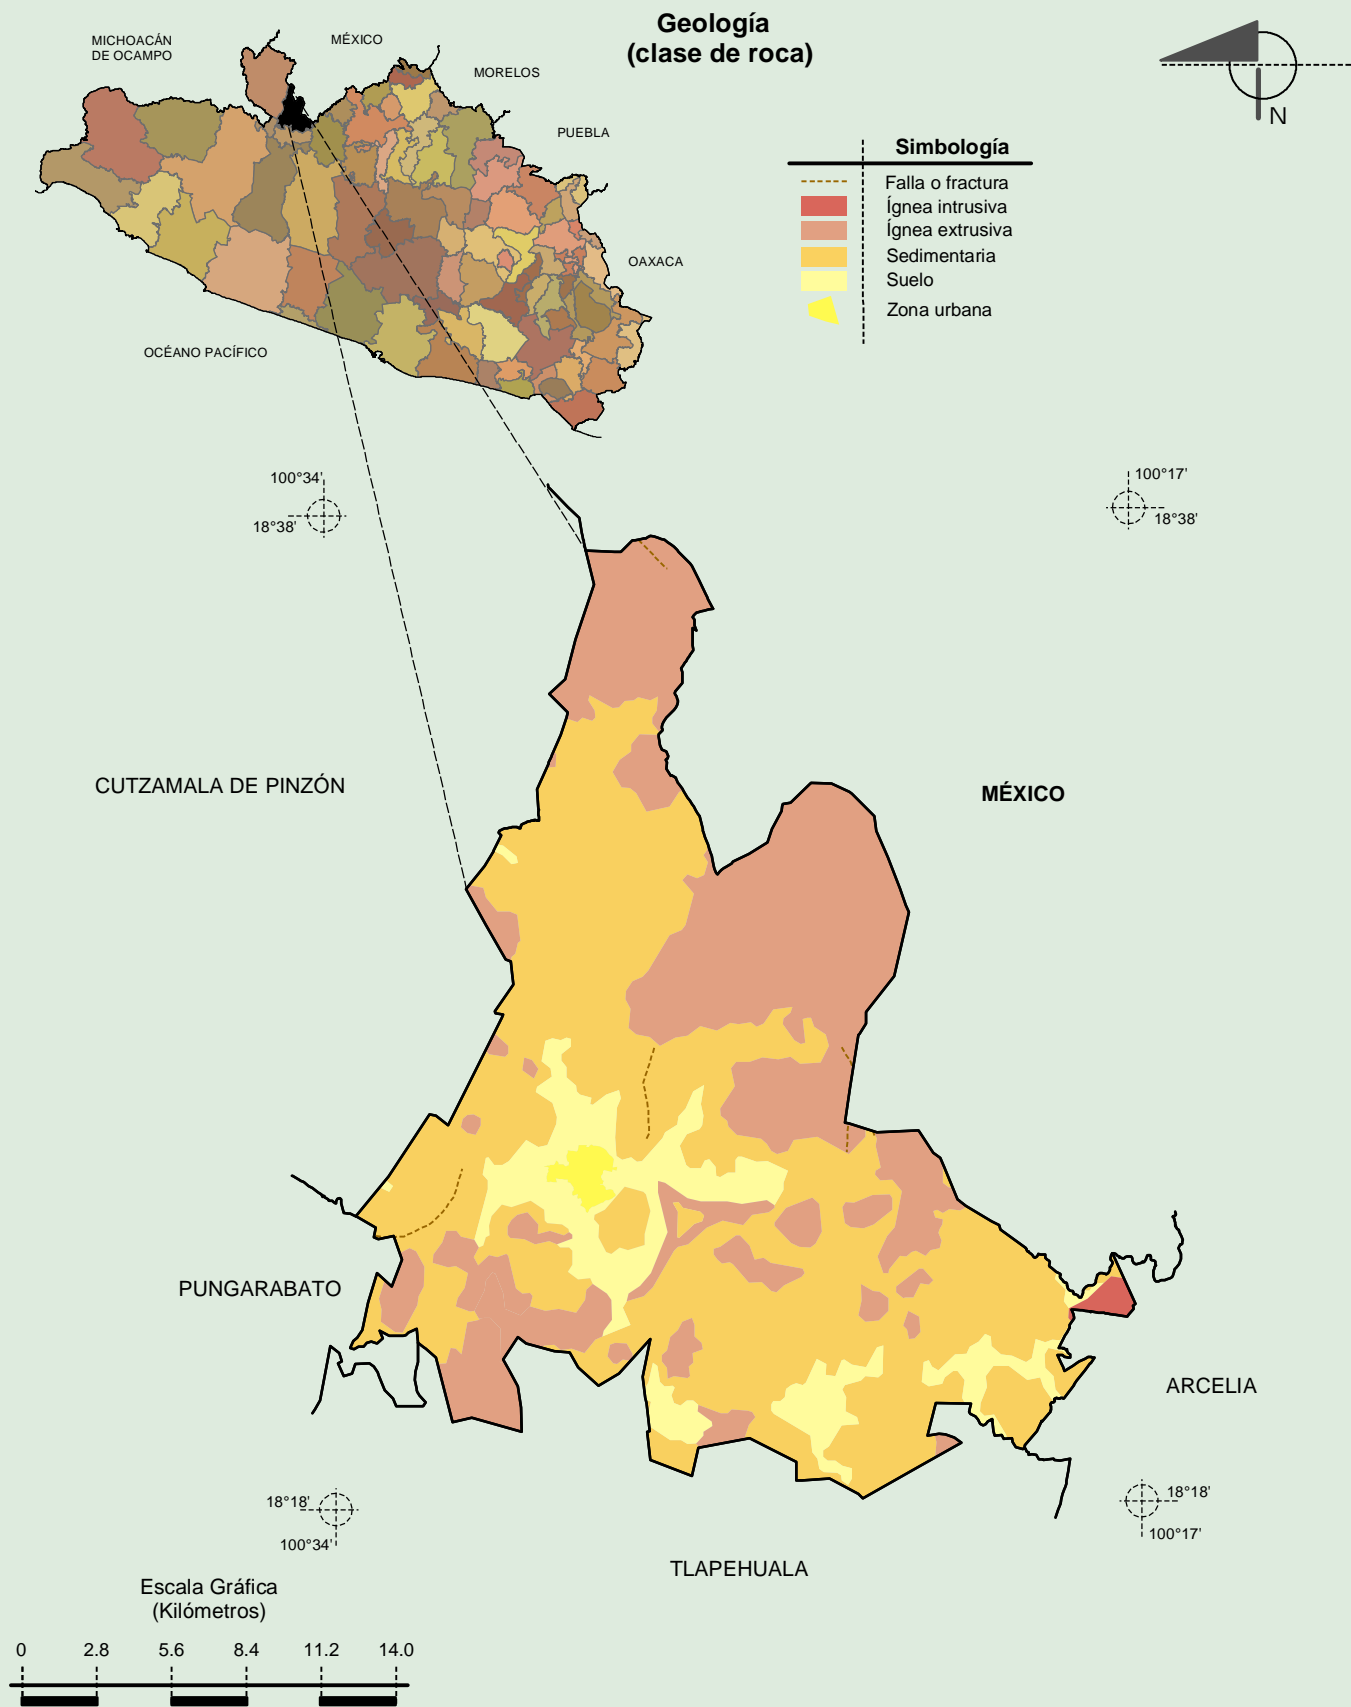 Geología
(clase de roca)
MICHOACÁN
DE OCAMPO
MÉXICO
MORELOS
PUEBLA
OAXACA
OCÉANO PACÍFICO
N
Simbología
Falla o fractura
Ígnea intrusiva
Ígnea extrusiva
Sedimentaria
Suelo
Zona urbana
100°34'
18°38'
100°17'
18°38'
CUTZAMALA DE PINZÓN
MÉXICO
PUNGARABATO
ARCELIA
TLAPEHUALA
18°18'
100°34'
18°18'
100°17'
Escala Gráfica
(Kilómetros)
0 2.8 5.6 8.4 11.2 14.0